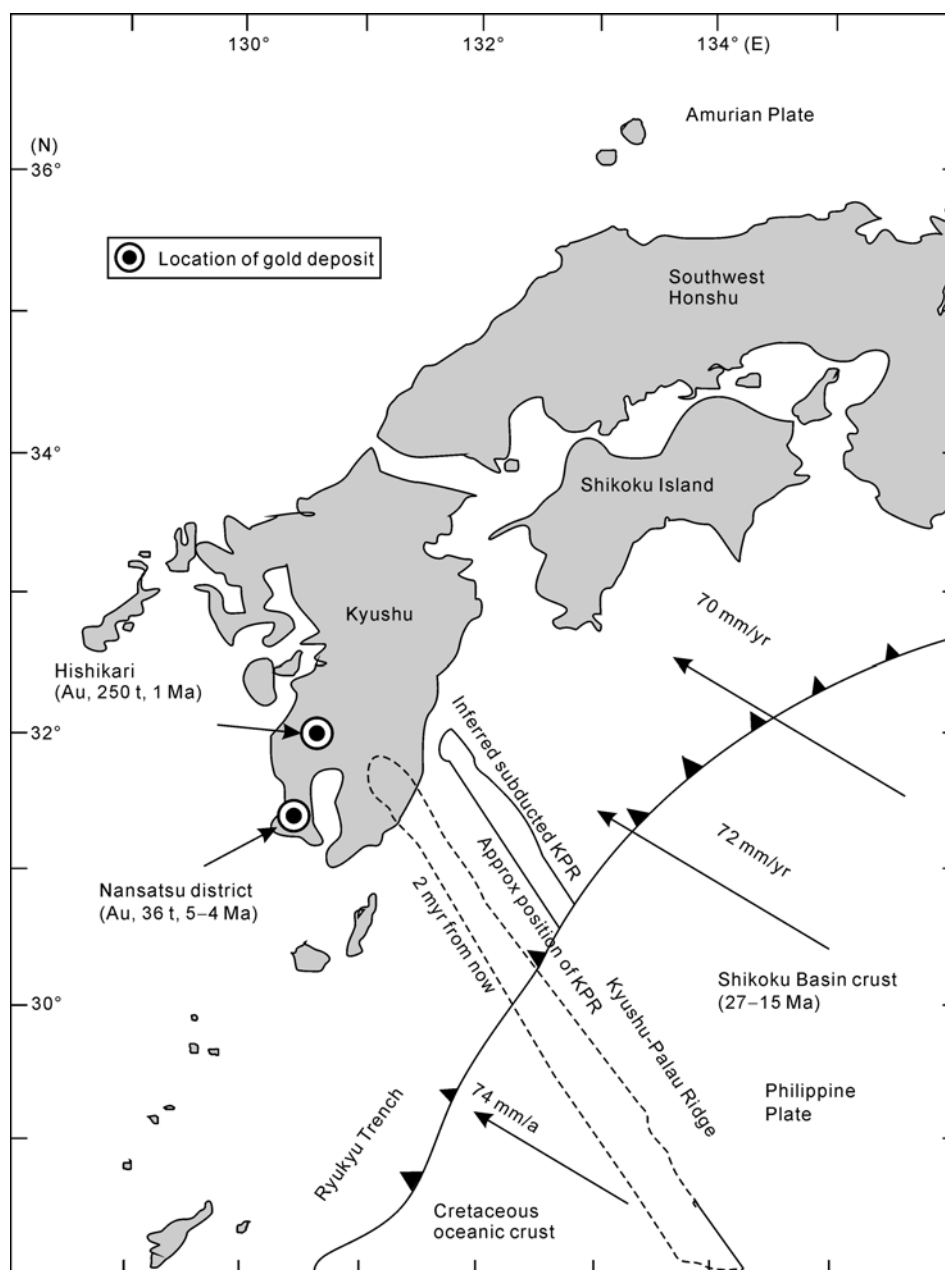 130°
132°
134° (E)
Amurian Plate
(N)
36°
Location of gold deposit
Southwest
Honshu
34°
Shikoku Island
Kyushu
70 mm/yr
Hishikari
(Au, 250 t, 1 Ma)
32°
Inferred subducted KPR
72 mm/yr
Approx position of KPR
Nansatsu district
(Au, 36 t, 5–4 Ma)
2 myr from now
Shikoku Basin crust
(27–15 Ma)
30°
Kyushu-Palau Ridge
Philippine
Plate
74 mm/a
Ryukyu Trench
Cretaceous
oceanic crust